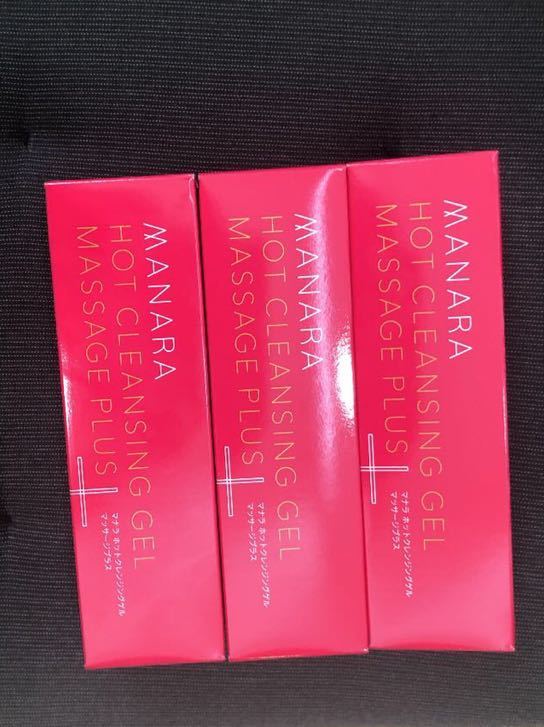 MANARA
HOT CLEANSING GEL
MASSAGE PLUS
マナラ ホットクレンジングゲル
マッサージプラス
MANARA
HOT CLEANSING GEL
MASSAGE PLUS
マナラ ホットクレンジングゲル
マッサージプラス
MANARA
HOT CLEANSING GEL
MASSAGE PLUS
マナラ ホットクレンジングゲル
マッサージプラス